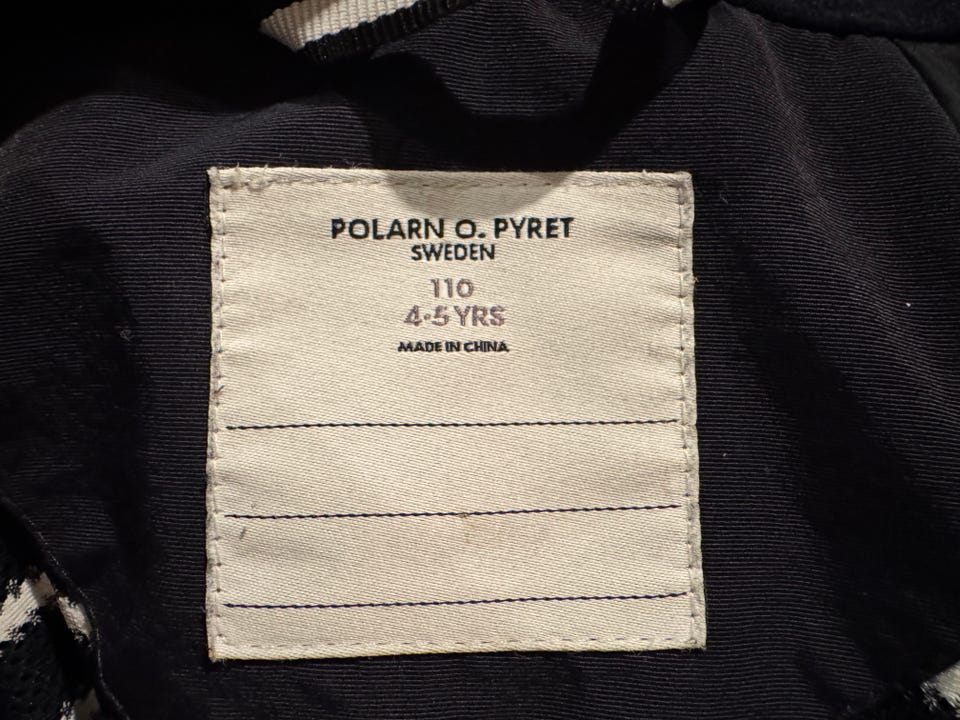 POLARN O. PYRET
SWEDEN
110
4-5 YRS
MADE IN CHINA